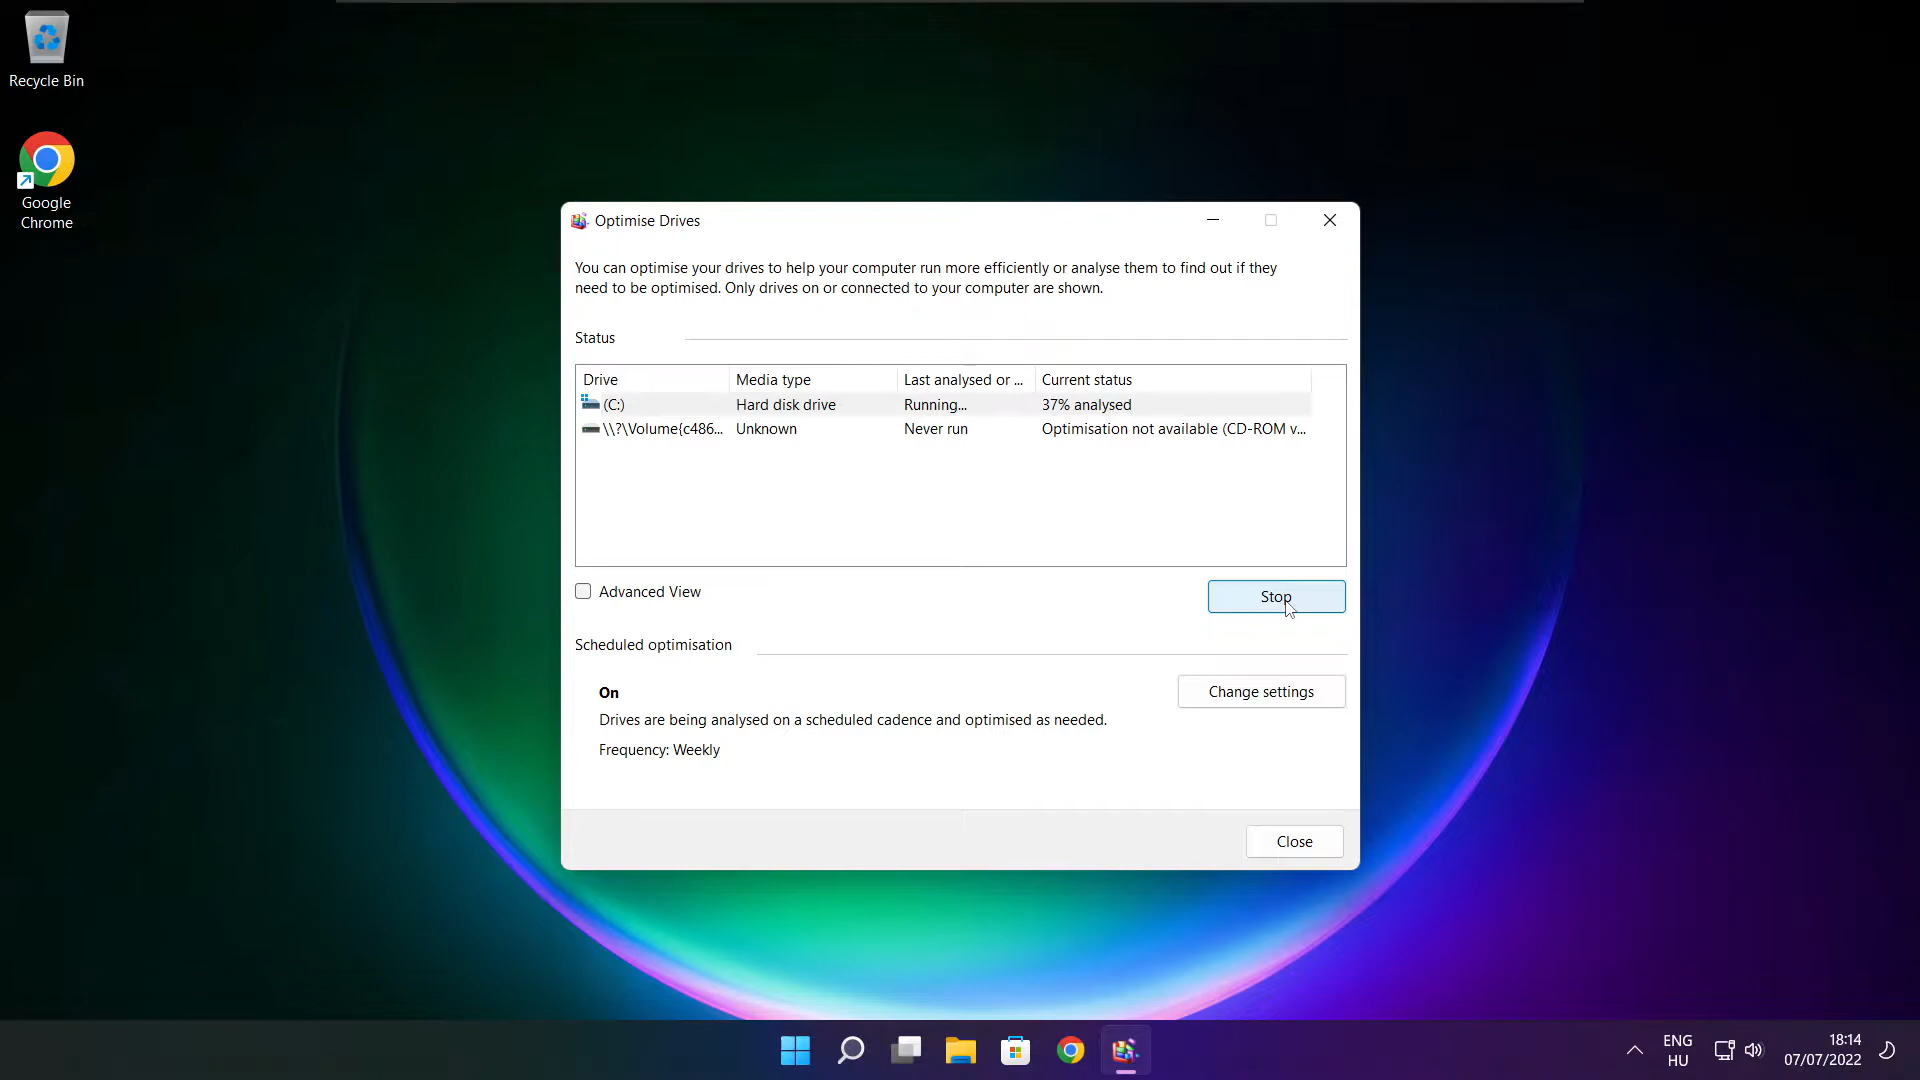 Recycle Bin
Google
Chrome
Optimise Drives
You can optimise your drives to help your computer run more efficiently or analyse them to find out if they
need to be optimised. Only drives on or connected to your computer are shown.
Status
Drive Media type Last analysed or ... Current status
(C:) Hard disk drive Running... 37% analysed
\\?\Volume{c486... Unknown Never run Optimisation not available (CD-ROM v...
Advanced View
Stop
Scheduled optimisation
On
Change settings
Drives are being analysed on a scheduled cadence and optimised as needed.
Frequency: Weekly
Close
ENG
HU
18:14
07/07/2022